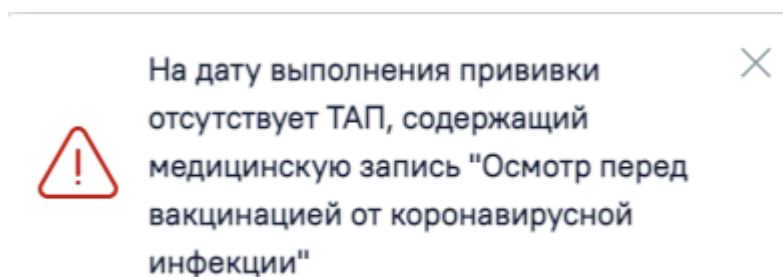 На дату выполнения прививки
отсутствует ТАП, содержащий
медицинскую запись "Осмотр перед
вакцинацией от коронавирусной
инфекции"